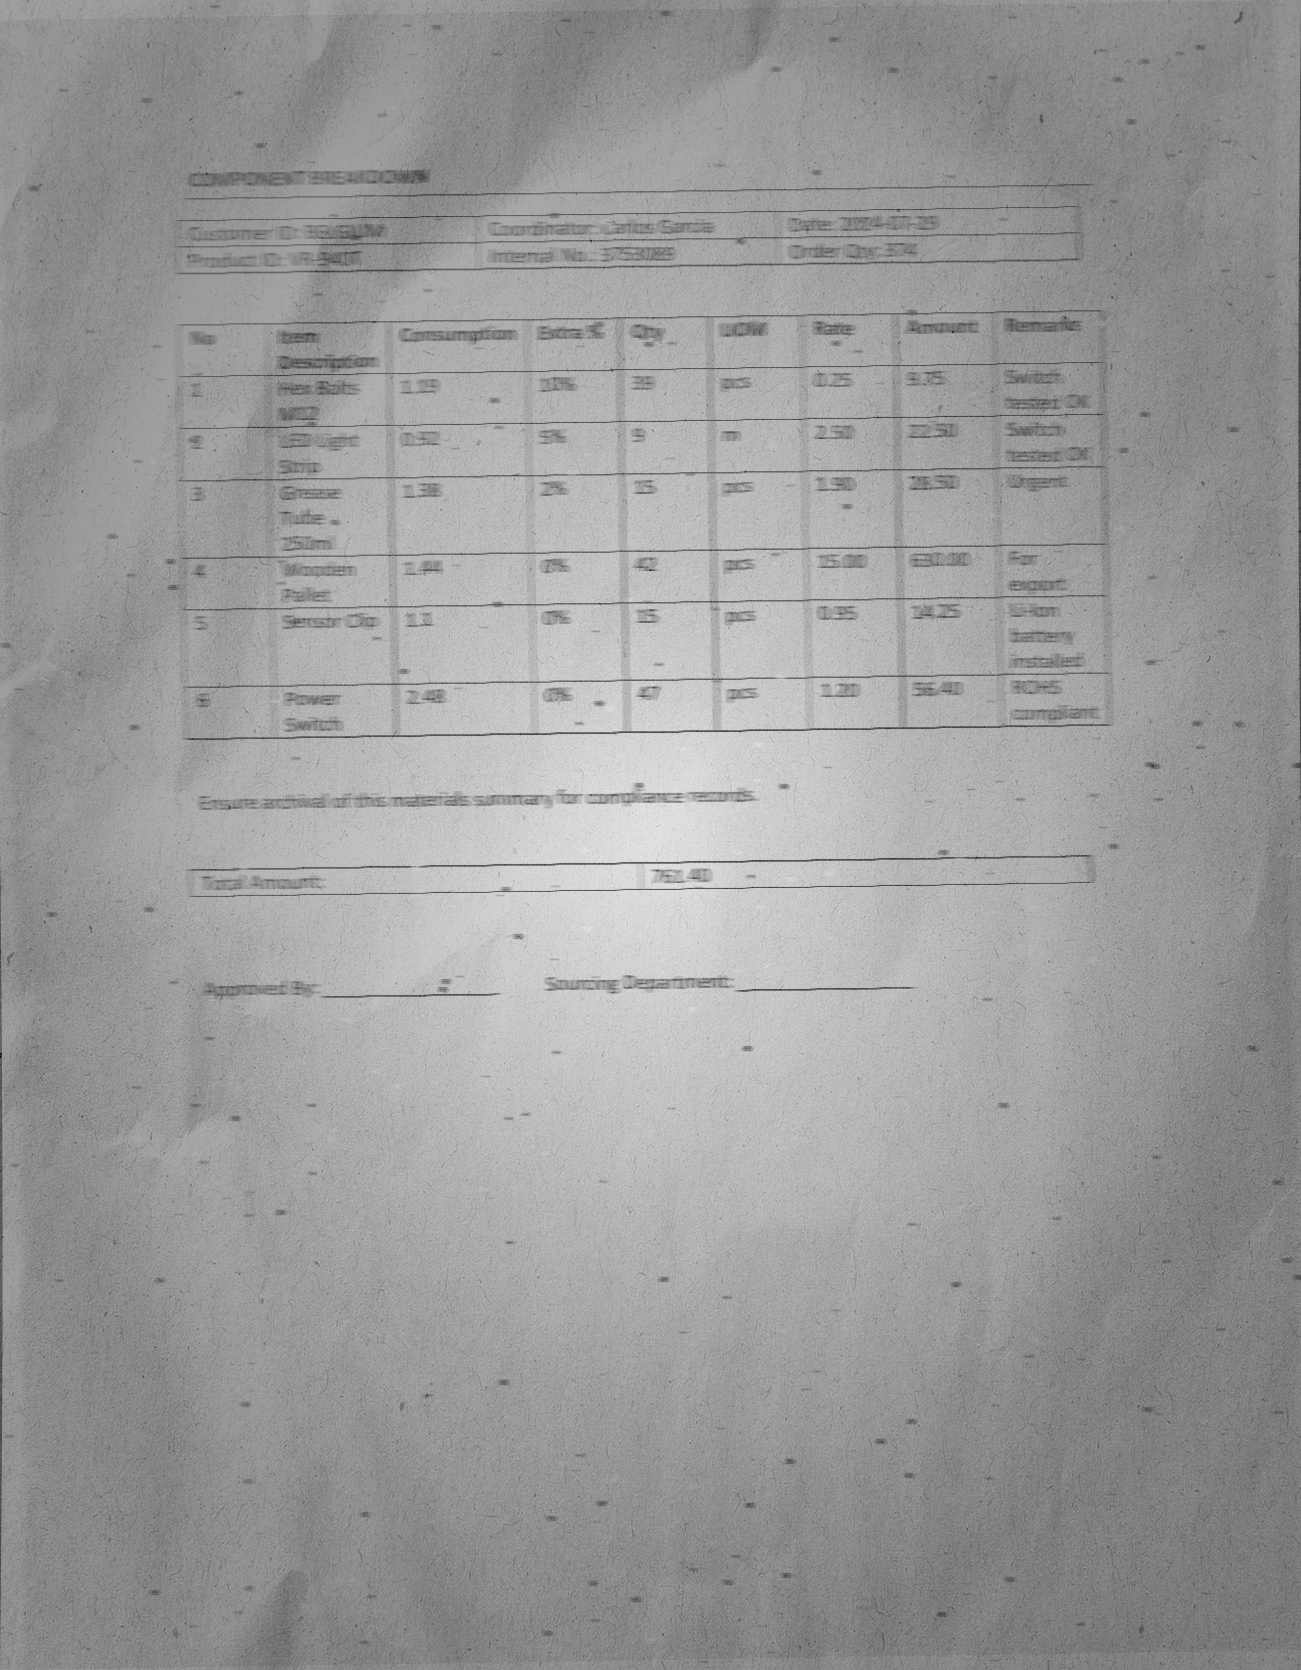 COMPONENT BREAKDOWN
Customer ID: Coordinator: Carlos Garcia Date: 2024-07-29
Product ID: Internal No.: 3753089 Order Qty: 374
No Item Description Consumption Extra % Qty UOM Rate Amount Remarks
1 Hex Bolts M12 1.19 10% 39 pcs 0.25 9.75 Switch tested OK
2 LED Light Strip 0.92 5% 9 m 2.50 22.50 Switch tested OK
3 Grease Tube 250ml 1.38 2% 15 pcs 1.90 28.50 Urgent
4 Wooden Pallet 1.44 0% 42 pcs 15.00 630.00 For export
5 Sensor Clip 1.1 0% 15 pcs 0.95 14.25 Li-ion battery installed
6 Power Switch 2.48 0% 47 pcs 1.20 56.40 ROHS compliant
Ensure archival of this materials summary for compliance records.
Total Amount: 761.40
Approved By: Sourcing Department: